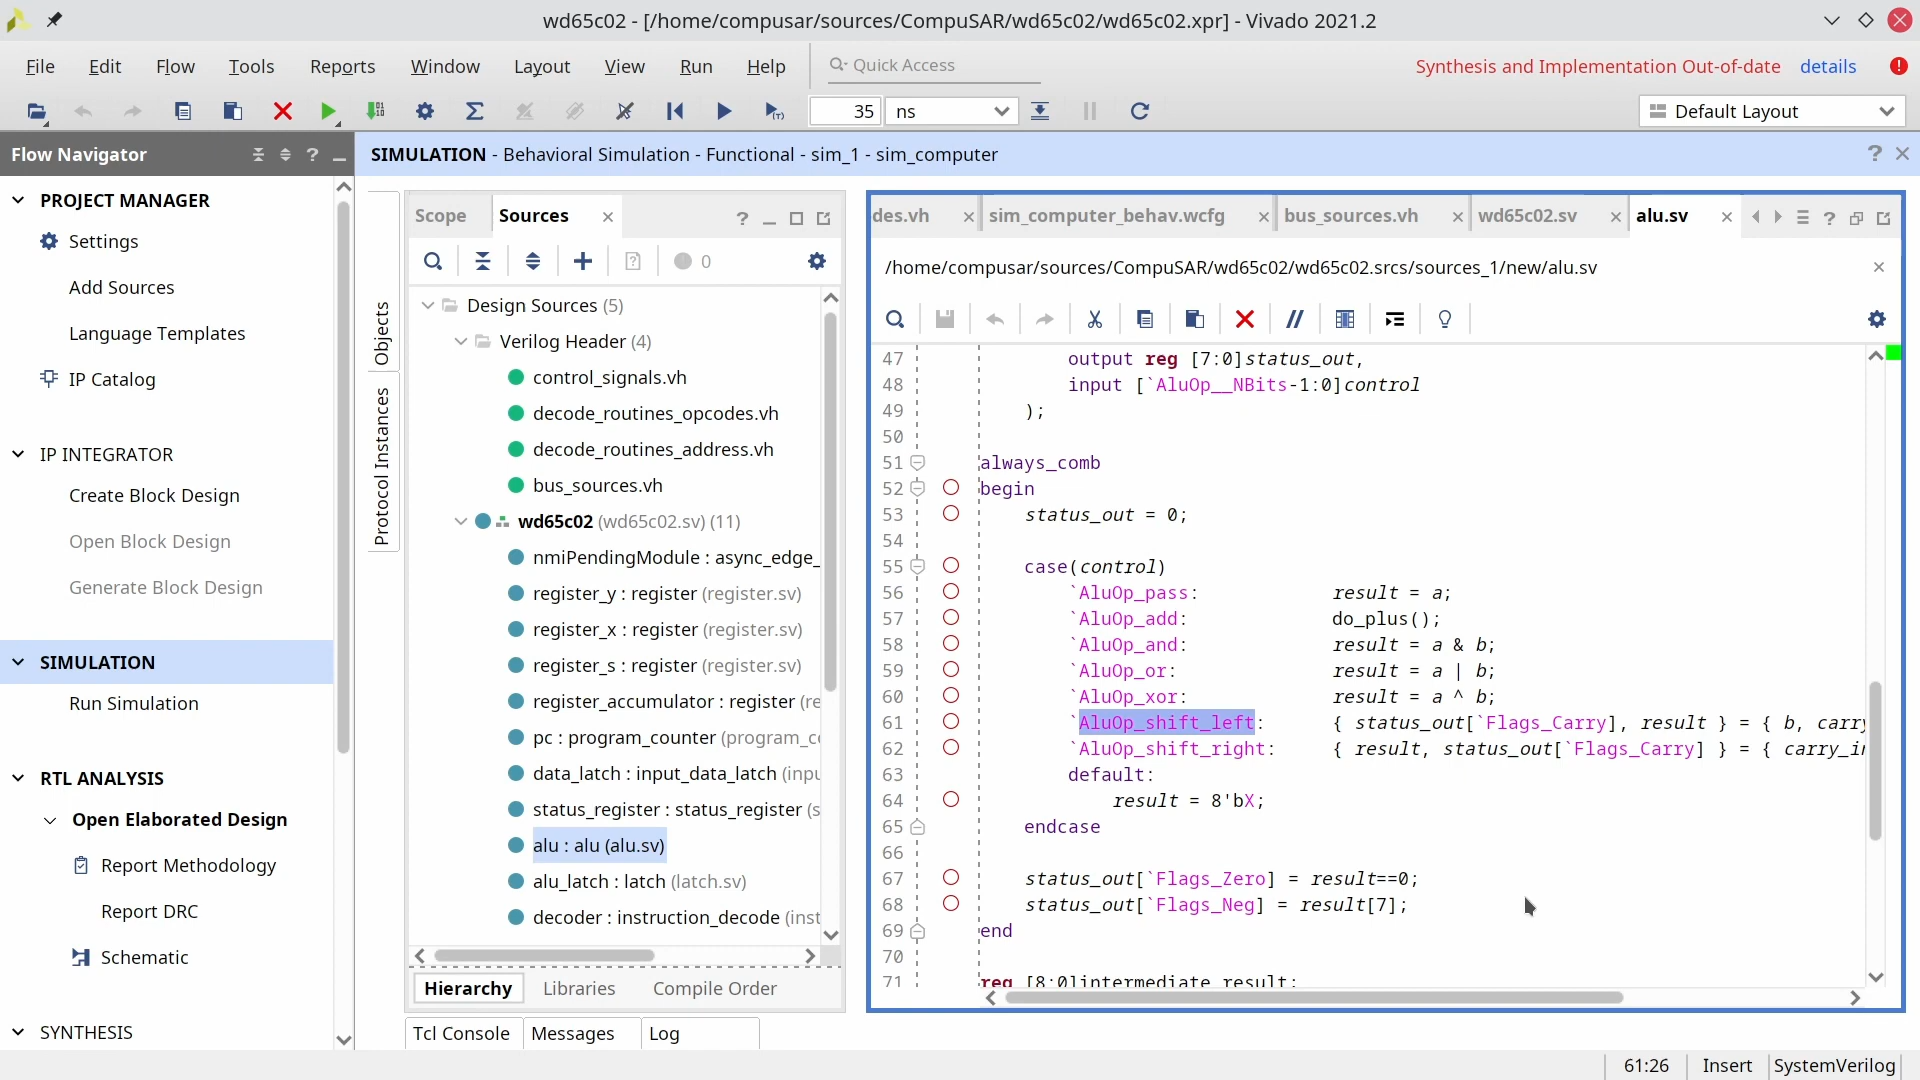 wd65c02 - [/home/compusar/sources/CompuSAR/wd65c02/wd65c02.xpr] - Vivado 2021.2
File Edit Flow Tools Reports Window Layout View Run Help Quick Access Synthesis and Implementation Out-of-date details
35 ns Default Layout
Flow Navigator
PROJECT MANAGER
Settings
Add Sources
Language Templates
IP Catalog
IP INTEGRATOR
Create Block Design
Open Block Design
Generate Block Design
SIMULATION
Run Simulation
RTL ANALYSIS
Open Elaborated Design
Report Methodology
Report DRC
Schematic
SYNTHESIS
SIMULATION - Behavioral Simulation - Functional - sim_1 - sim_computer
Objects
Protocol Instances
Scope Sources
0
Design Sources (5)
Verilog Header (4)
control_signals.vh
decode_routines_opcodes.vh
decode_routines_address.vh
bus_sources.vh
wd65c02 (wd65c02.sv) (11)
nmiPendingModule : async_edge_
register_y : register (register.sv)
register_x : register (register.sv)
register_s : register (register.sv)
register_accumulator : register (re
pc : program_counter (program_co
data_latch : input_data_latch (inpu
status_register : status_register (s
alu : alu (alu.sv)
alu_latch : latch (latch.sv)
decoder : instruction_decode (inst
Hierarchy Libraries Compile Order
Tcl Console Messages Log
des.vh sim_computer_behav.wcfg bus_sources.vh wd65c02.sv alu.sv
/home/compusar/sources/CompuSAR/wd65c02/wd65c02.srcs/sources_1/new/alu.sv
47 output reg [7:0]status_out,
48 input [`AluOp__NBits-1:0]control
49 );
50
51 always_comb
52 begin
53 status_out = 0;
54
55 case(control)
56 `AluOp_pass: result = a;
57 `AluOp_add: do_plus();
58 `AluOp_and: result = a & b;
59 `AluOp_or: result = a | b;
60 `AluOp_xor: result = a ^ b;
61 `AluOp_shift_left: { status_out[`Flags_Carry], result } = { b, carry
62 `AluOp_shift_right: { result, status_out[`Flags_Carry] } = { carry_in
63 default:
64 result = 8'bX;
65 endcase
66
67 status_out[`Flags_Zero] = result==0;
68 status_out[`Flags_Neg] = result[7];
69 end
70
71 reg [8:0]intermediate_result;
61:26 Insert SystemVerilog